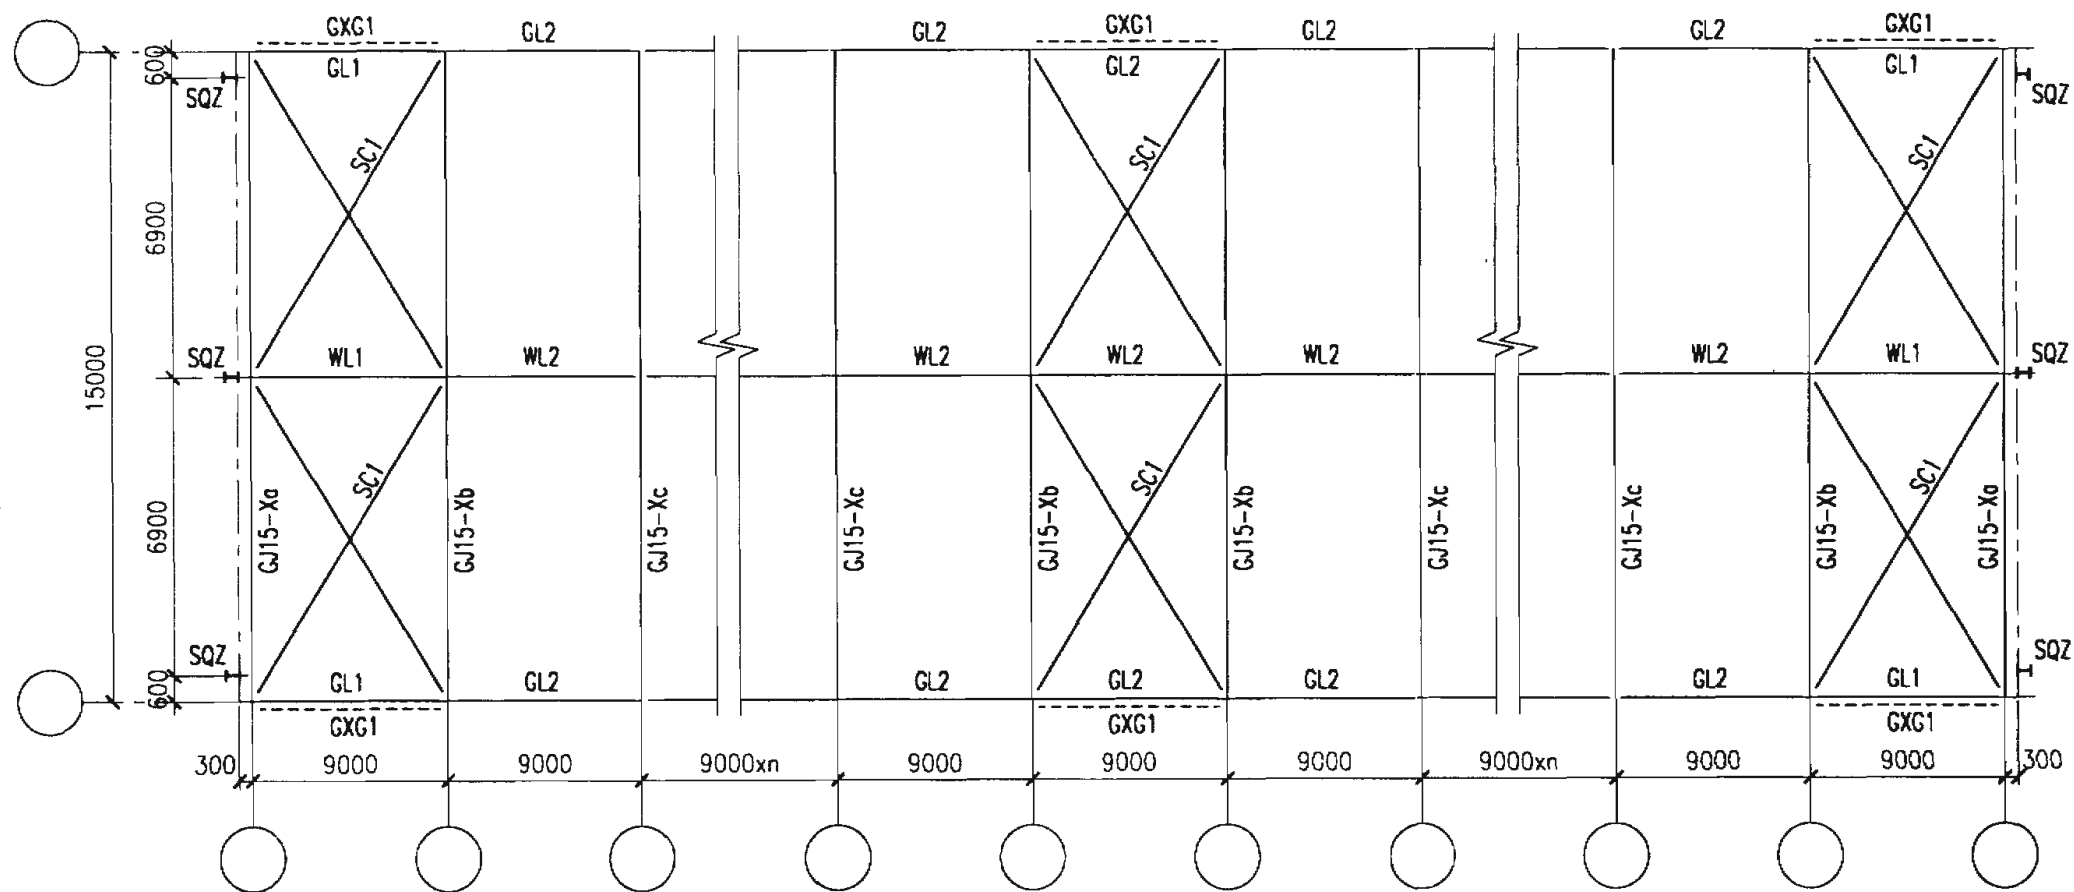 GXG1 GL2 GL2 GXG1 GL2 GL2 GXG1
600 GL1 GL2 GL1
SQZ SQZ
SC1 SC1 SC1
6900
SQZ WL1 WL2 WL2 WL2 WL2 WL2 WL1 SQZ
15000
SC1 SC1 SC1
6900 GJ15-Xa GJ15-Xb GJ15-Xc GJ15-Xc GJ15-Xb GJ15-Xb GJ15-Xc GJ15-Xc GJ15-Xb GJ15-Xa
SQZ SQZ
600 GL1 GL2 GL2 GL2 GL2 GL2 GL1
GXG1 GXG1 GXG1
300 9000 9000 9000xn 9000 9000 9000 9000xn 9000 9000 300